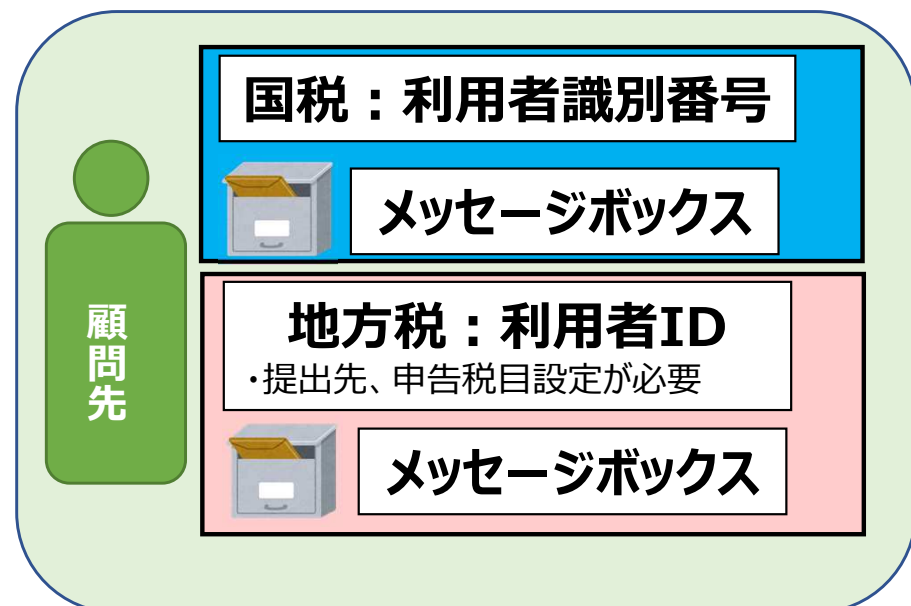 国税：利用者識別番号
メッセージボックス
顧問先
地方税：利用者ID
・提出先、申告税目設定が必要
メッセージボックス